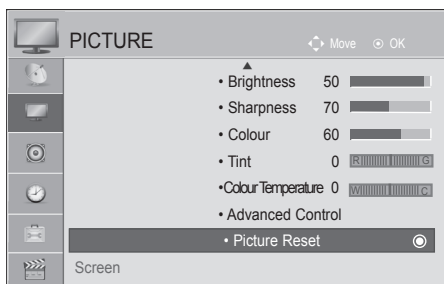 PICTURE
Move OK
• Brightness 50
• Sharpness 70
• Colour 60
• Tint 0 R G
•Colour Temperature 0 W C
• Advanced Control
• Picture Reset
Screen